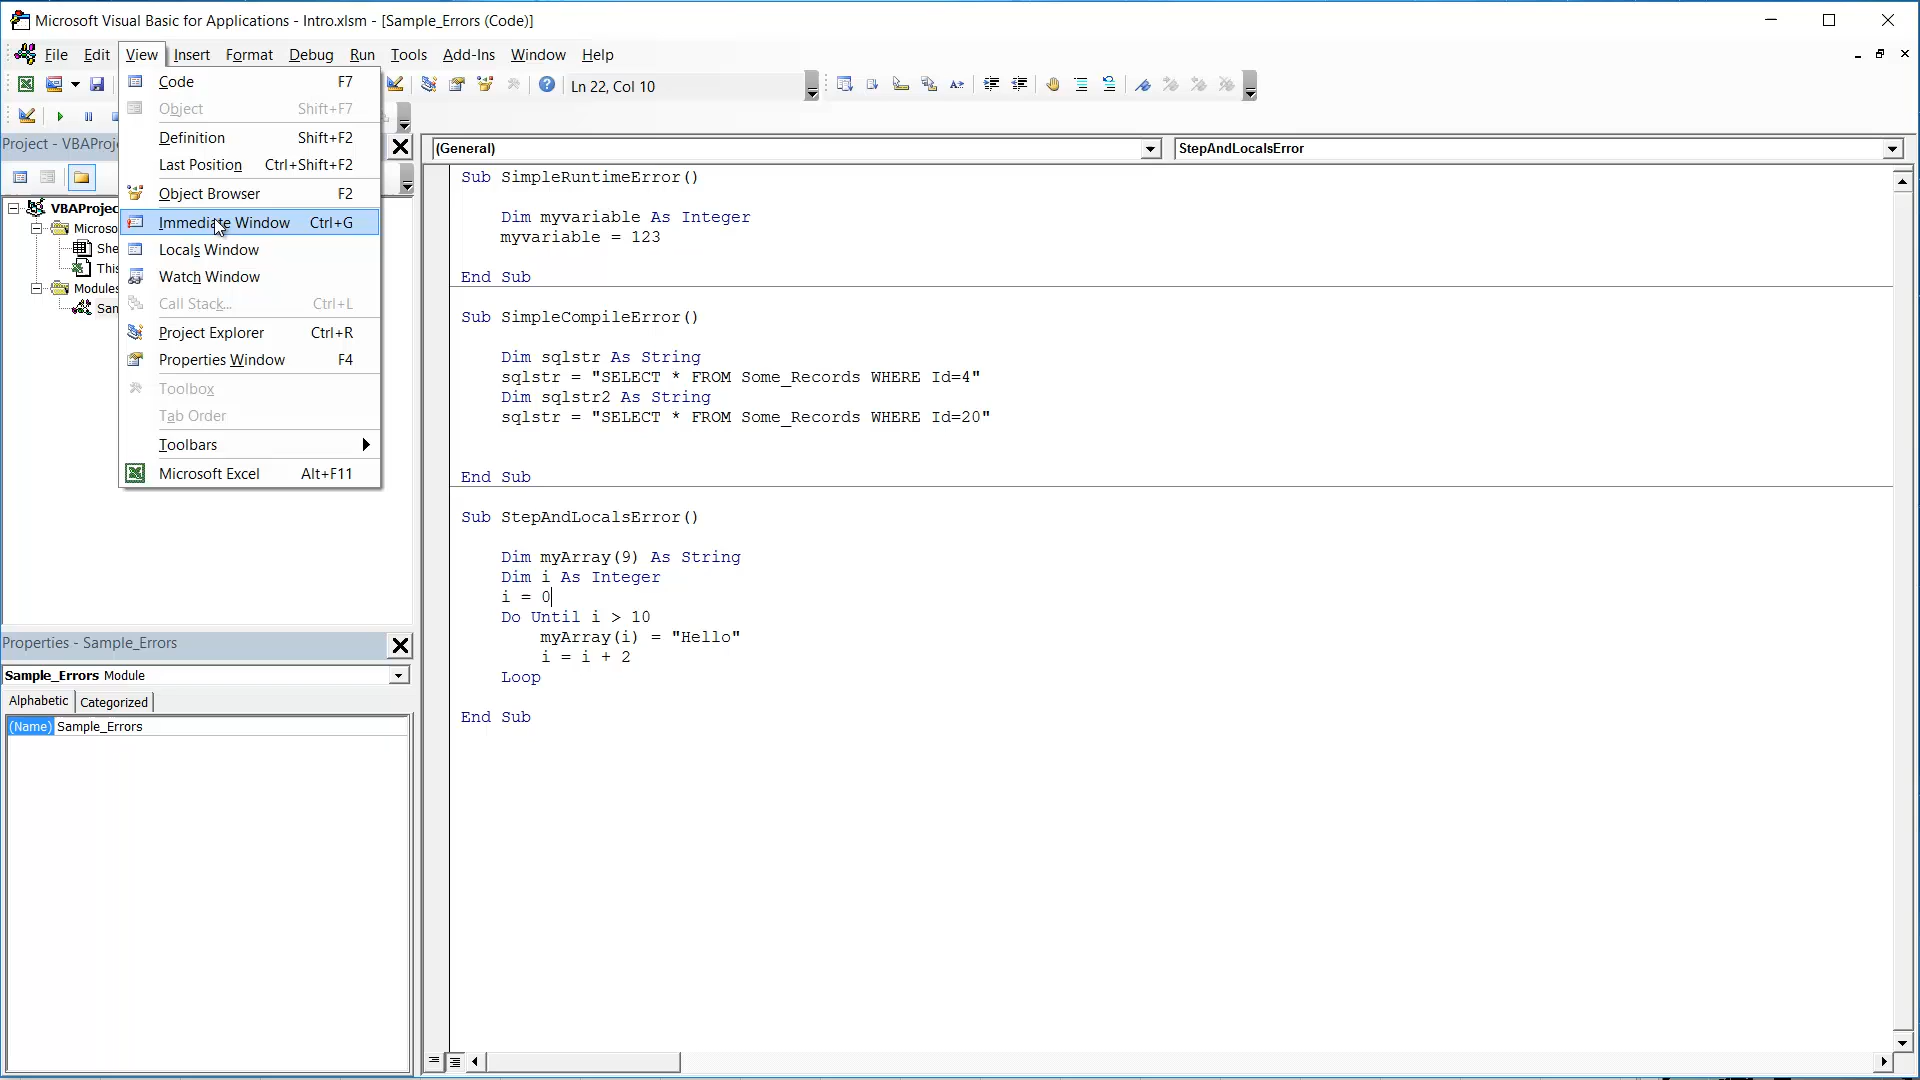 Microsoft Visual Basic for Applications - Intro.xlsm - [Sample_Errors (Code)]
File Edit View Insert Format Debug Run Tools Add-Ins Window Help
Ln 22, Col 10
Code F7
Object Shift+F7
Definition Shift+F2
Last Position Ctrl+Shift+F2
Object Browser F2
Immediate Window Ctrl+G
Locals Window
Watch Window
Call Stack... Ctrl+L
Project Explorer Ctrl+R
Properties Window F4
Toolbox
Tab Order
Toolbars
Microsoft Excel Alt+F11
Project - VBAProj
VBAProjec
Microso
She
This
Modules
Sam
Properties - Sample_Errors
Sample_Errors Module
Alphabetic Categorized
(Name) Sample_Errors
(General) StepAndLocalsError
Sub SimpleRuntimeError()
Dim myvariable As Integer
myvariable = 123
End Sub
Sub SimpleCompileError()
Dim sqlstr As String
sqlstr = "SELECT * FROM Some_Records WHERE Id=4"
Dim sqlstr2 As String
sqlstr = "SELECT * FROM Some_Records WHERE Id=20"
End Sub
Sub StepAndLocalsError()
Dim myArray(9) As String
Dim i As Integer
i = 0
Do Until i > 10
myArray(i) = "Hello"
i = i + 2
Loop
End Sub